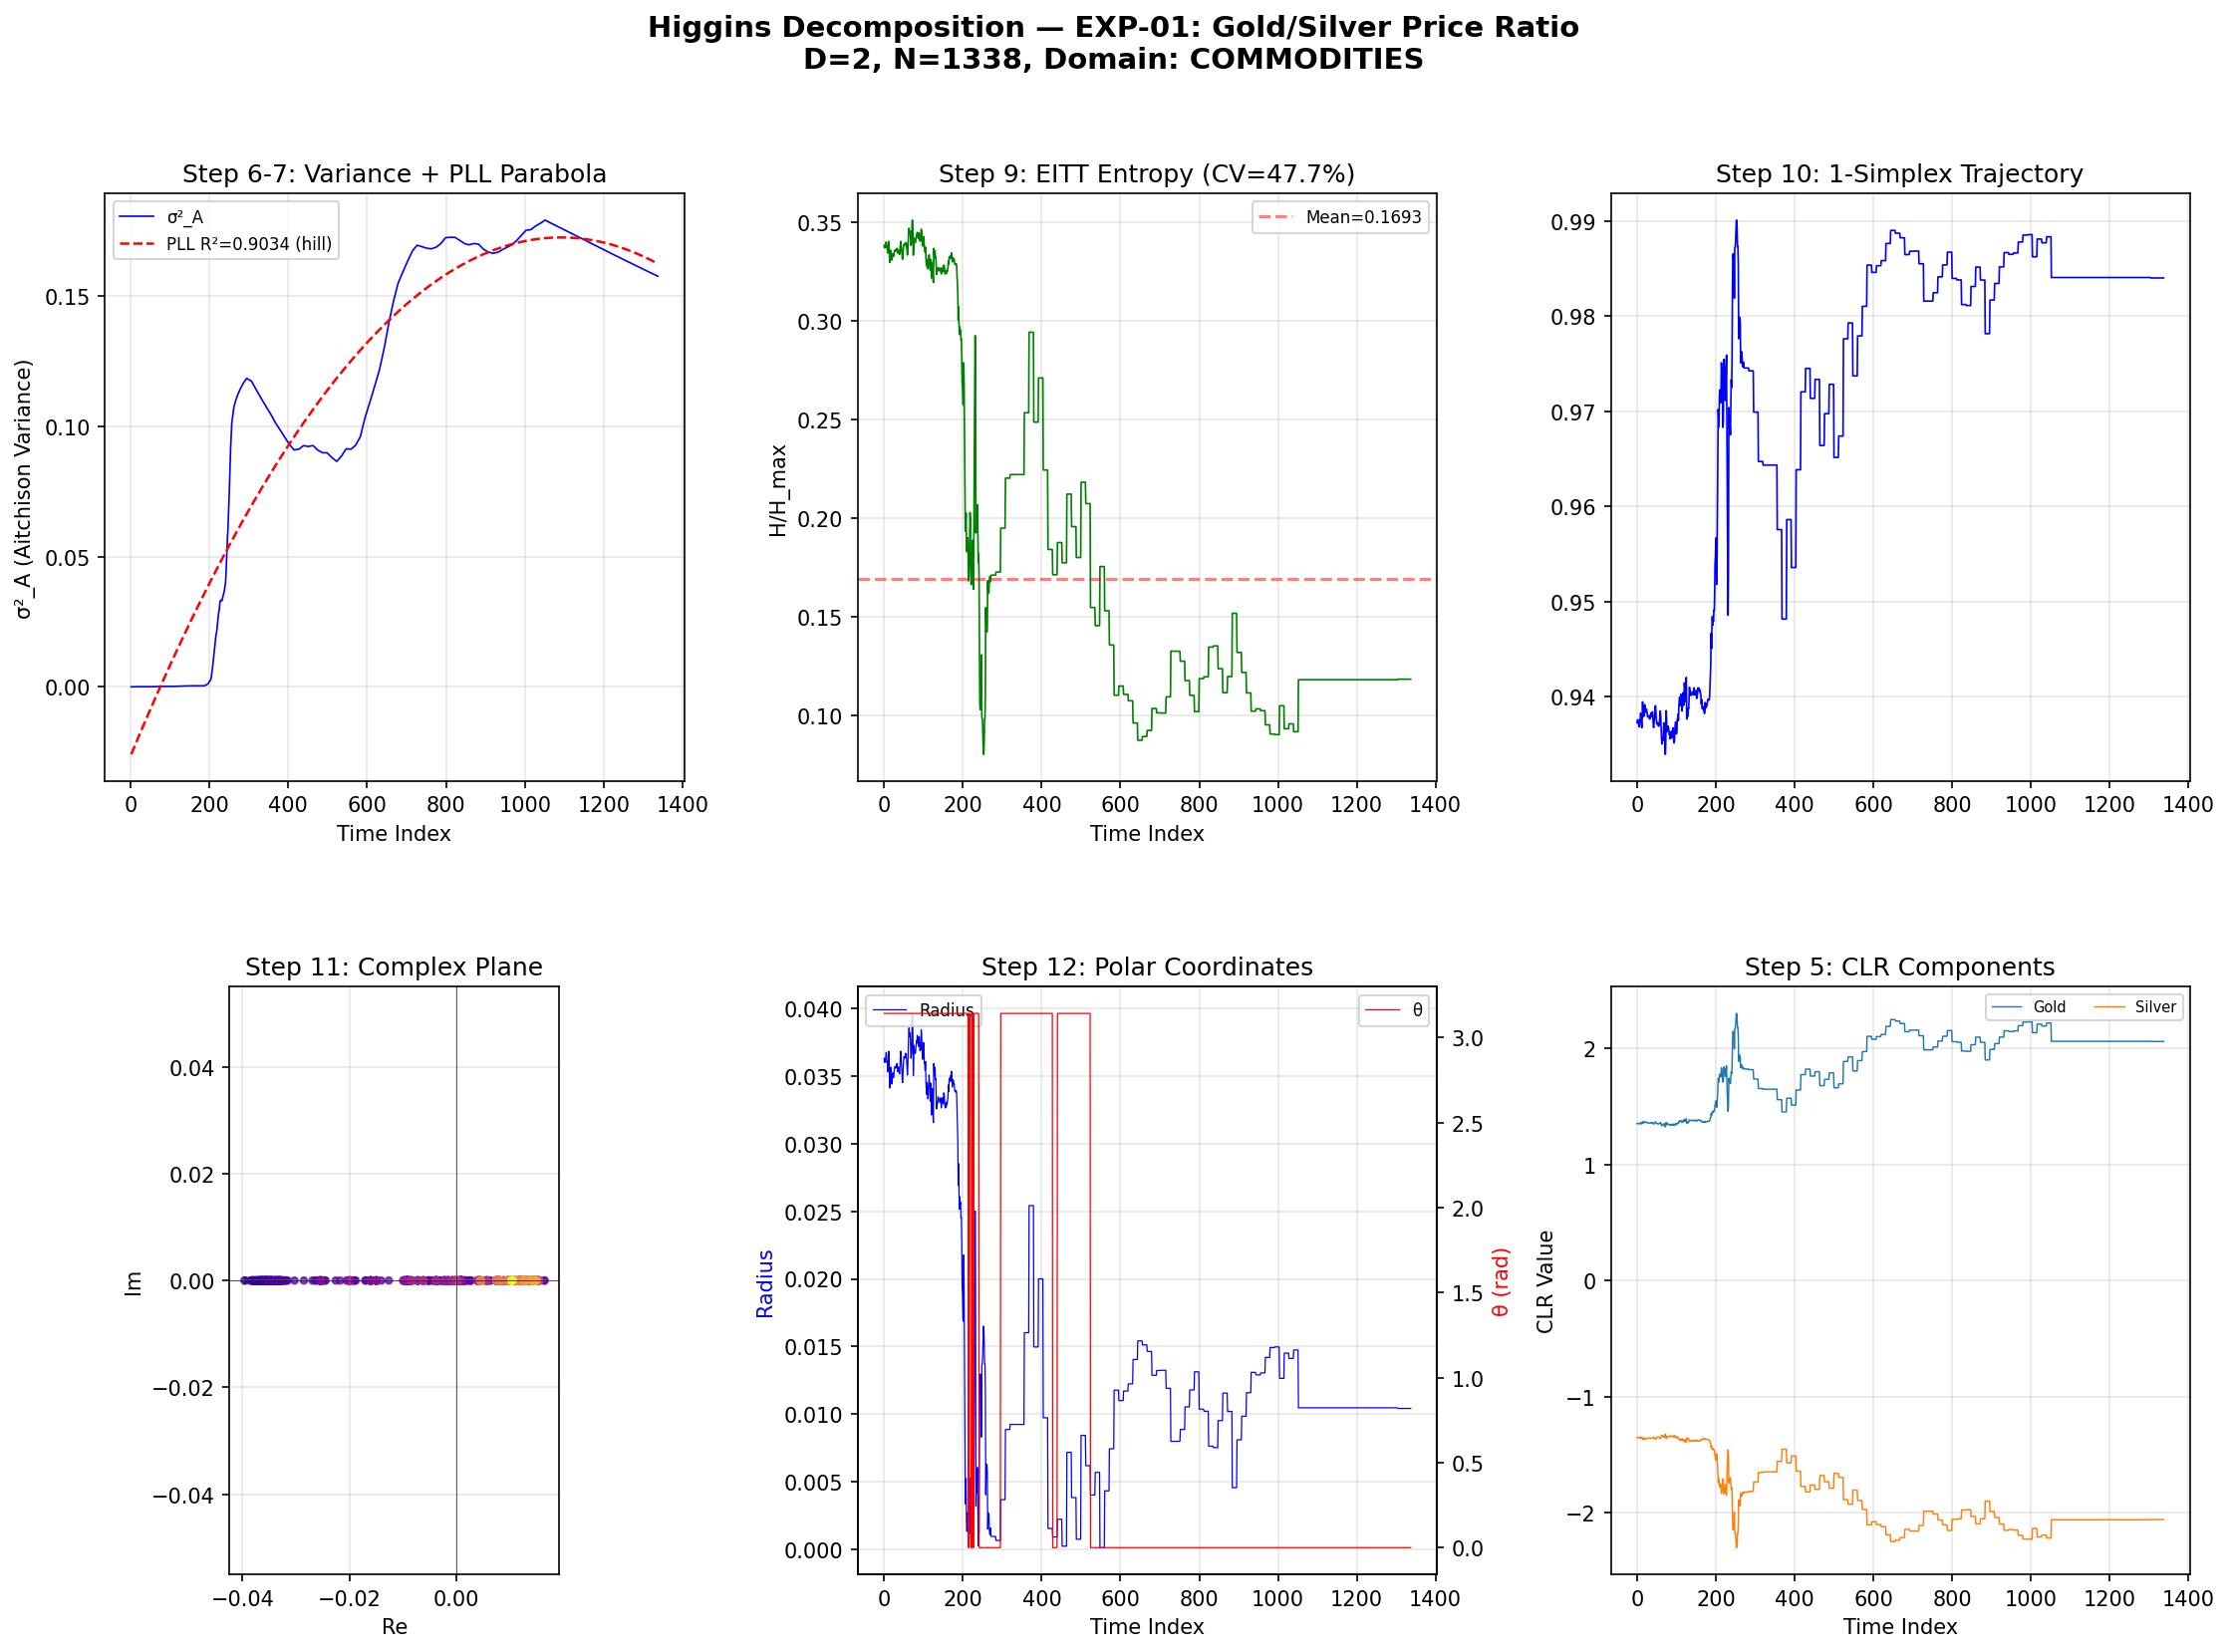 Higgins Decomposition — EXP-01: Gold/Silver Price Ratio
D=2, N=1338, Domain: COMMODITIES
Step 6-7: Variance + PLL Parabola
σ²_A
PLL R²=0.9034 (hill)
σ²_A (Aitchison Variance)
0.15
0.10
0.05
0.00
0 200 400 600 800 1000 1200 1400
Time Index
Step 9: EITT Entropy (CV=47.7%)
Mean=0.1693
H/H_max
0.35
0.30
0.25
0.20
0.15
0.10
0 200 400 600 800 1000 1200 1400
Time Index
Step 10: 1-Simplex Trajectory
0.99
0.98
0.97
0.96
0.95
0.94
0 200 400 600 800 1000 1200 1400
Step 11: Complex Plane
Im
0.04
0.02
0.00
−0.02
−0.04
−0.04 −0.02 0.00
Re
Step 12: Polar Coordinates
Radius
θ
Radius
0.040
0.035
0.030
0.025
0.020
0.015
0.010
0.005
0.000
3.0
2.5
2.0
1.5
1.0
0.5
0.0
θ (rad)
0 200 400 600 800 1000 1200 1400
Time Index
Step 5: CLR Components
Gold Silver
CLR Value
2
1
0
−1
−2
0 200 400 600 800 1000 1200 1400
Time Index